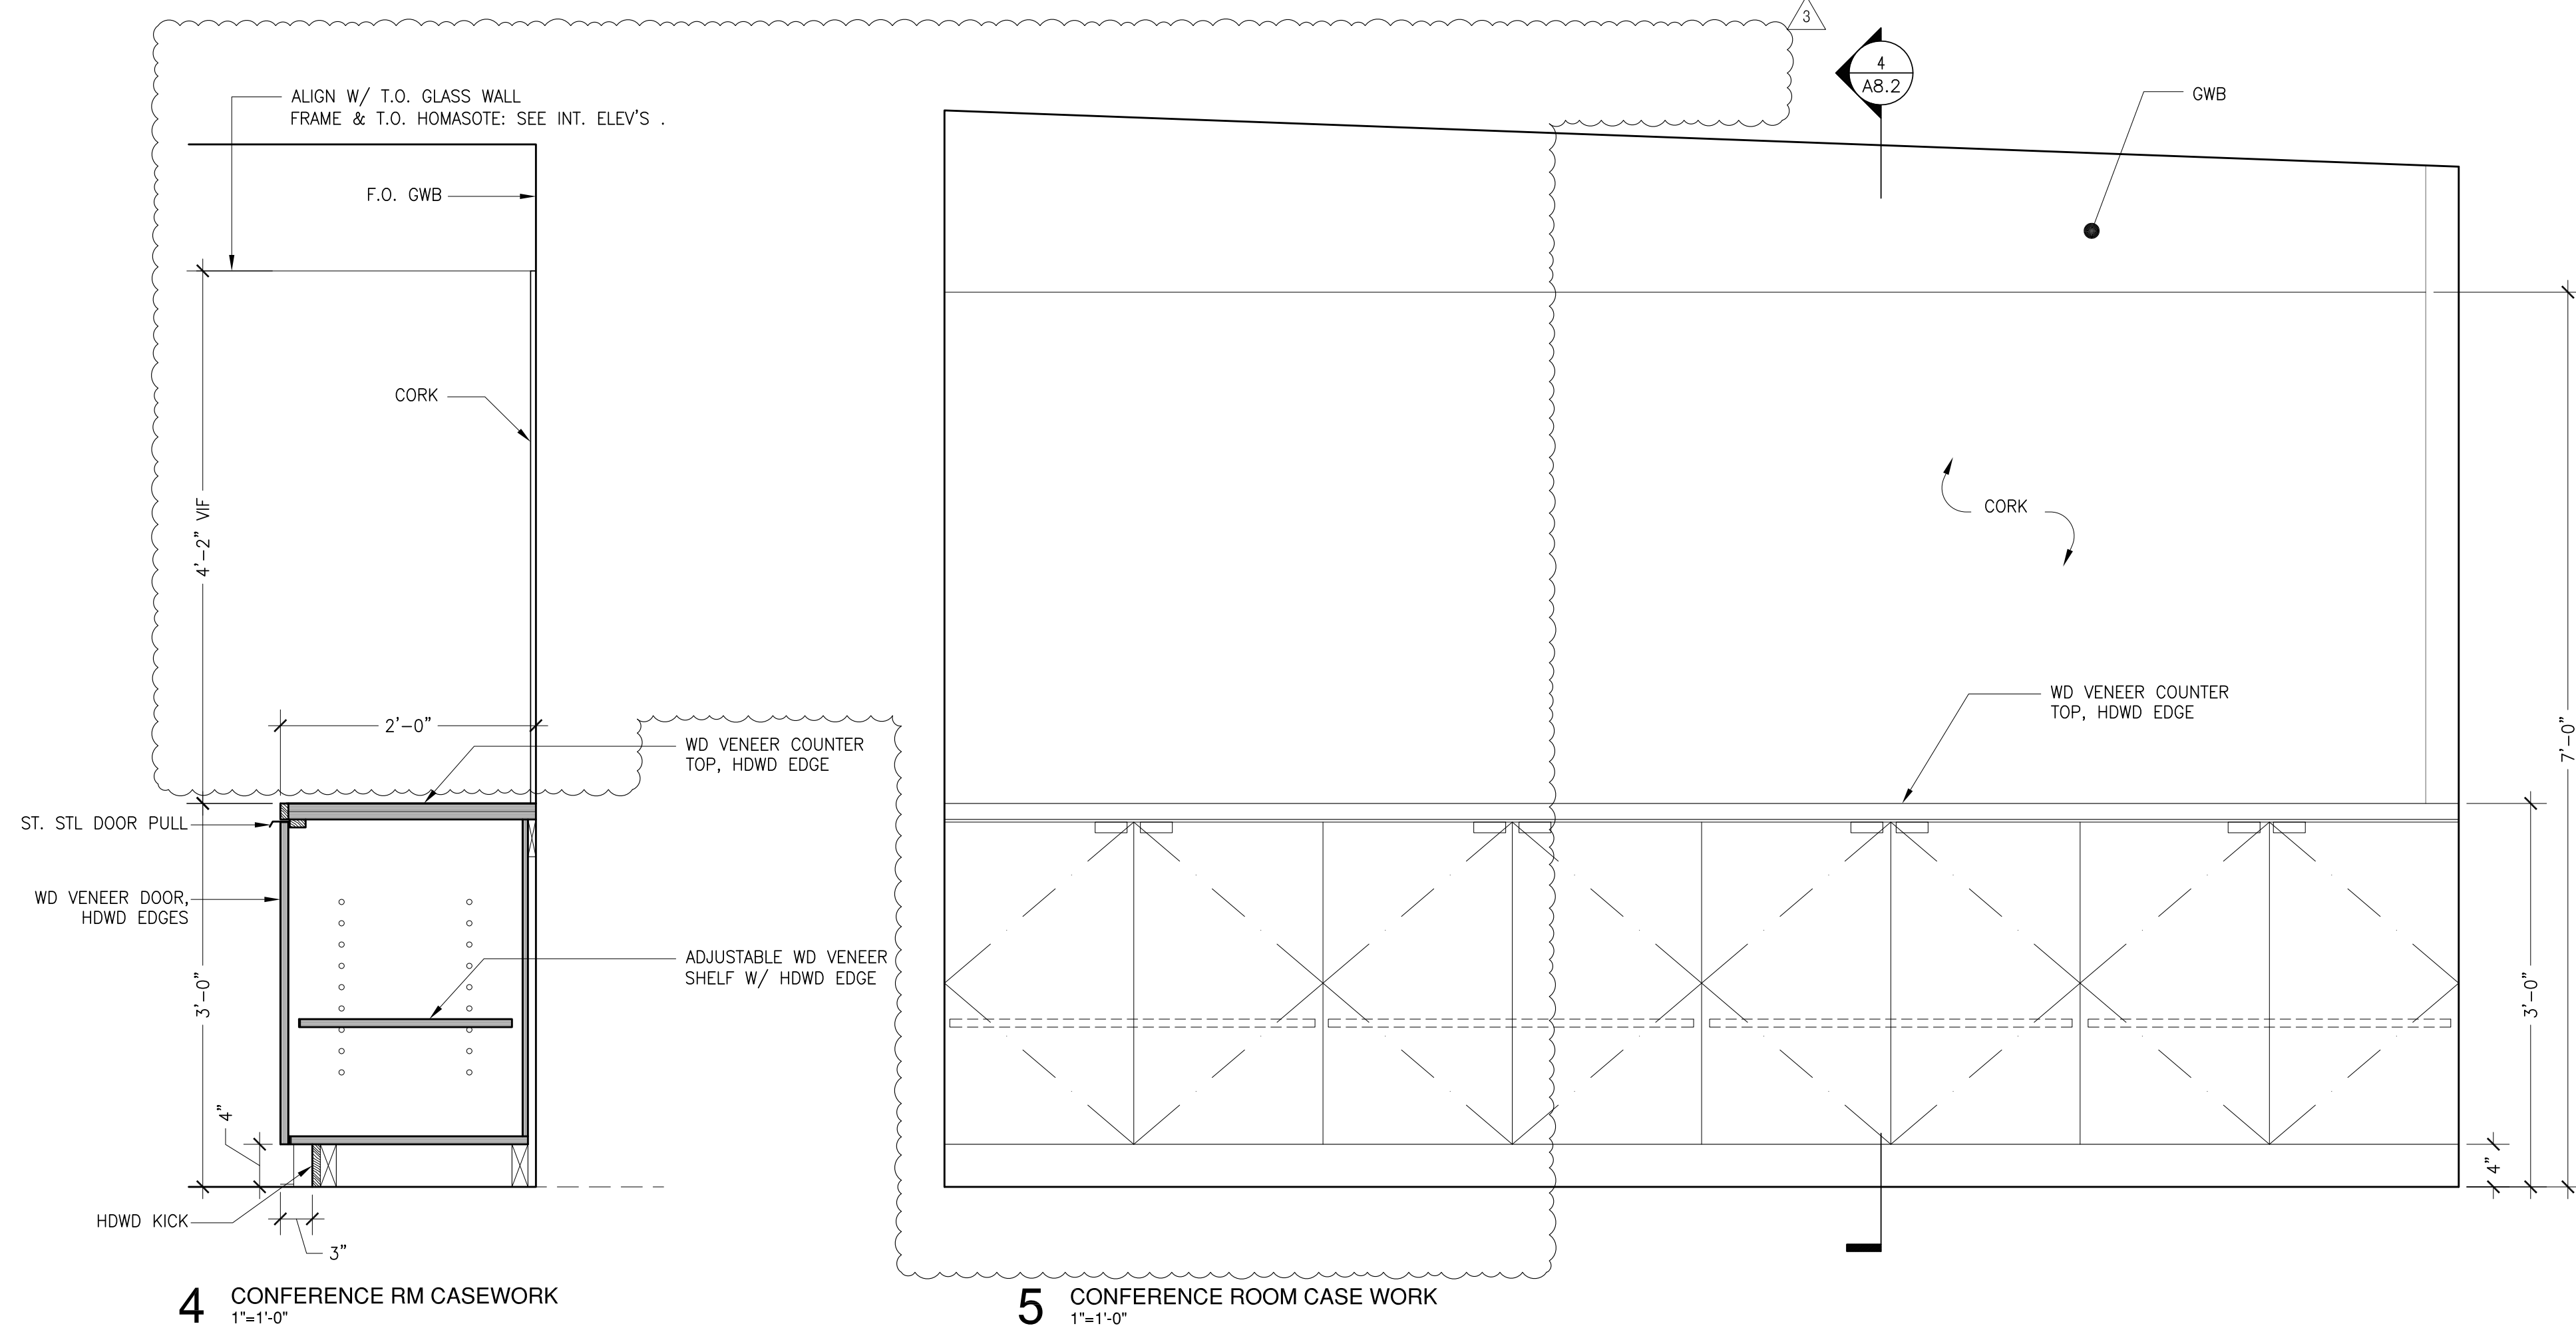 3
4
A8.2
GWB
ALIGN W/ T.O. GLASS WALL
FRAME & T.O. HOMASOTE: SEE INT. ELEV'S .
F.O. GWB
CORK
4'-2" VIF
CORK
2'-0"
WD VENEER COUNTER
TOP, HDWD EDGE
WD VENEER COUNTER
TOP, HDWD EDGE
7'-0"
ST. STL DOOR PULL
WD VENEER DOOR,
HDWD EDGES
ADJUSTABLE WD VENEER
SHELF W/ HDWD EDGE
3'-0"
3'-0"
4"
4"
HDWD KICK
3"
4 CONFERENCE RM CASEWORK
1"=1'-0"
5 CONFERENCE ROOM CASE WORK
1"=1'-0"